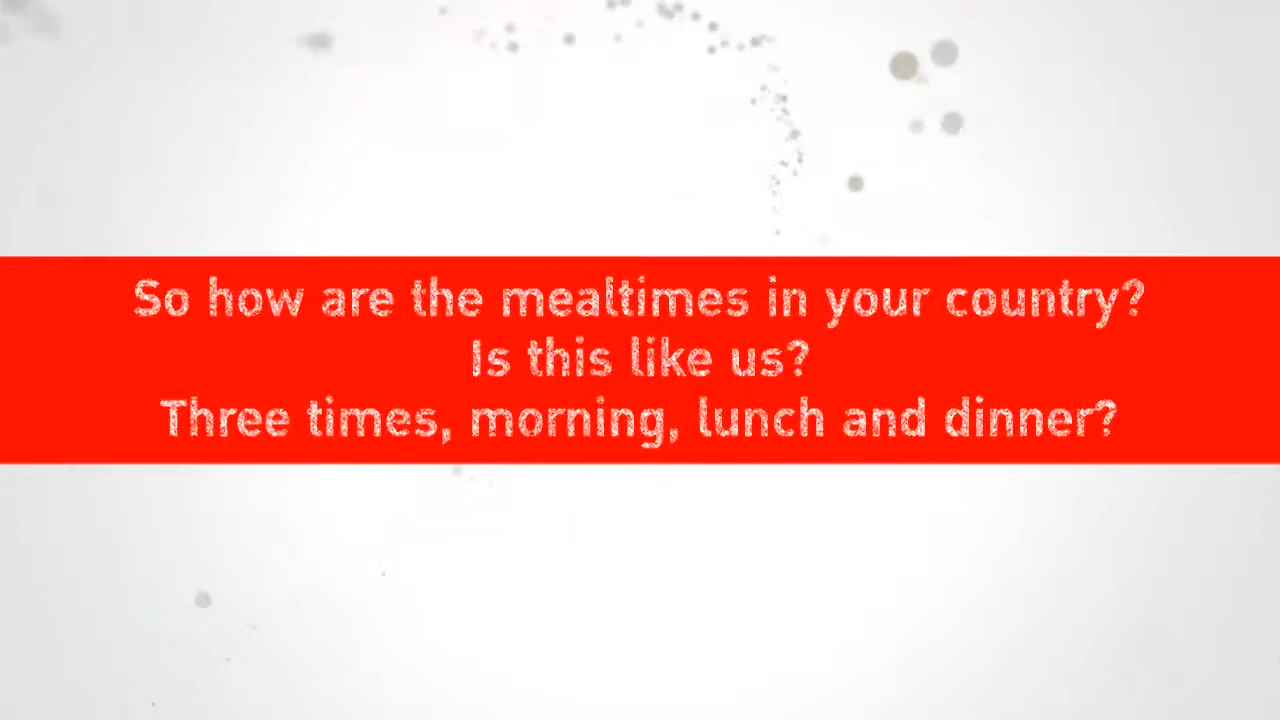 So how are the mealtimes in your country?
Is this like us?
Three times, morning, lunch and dinner?